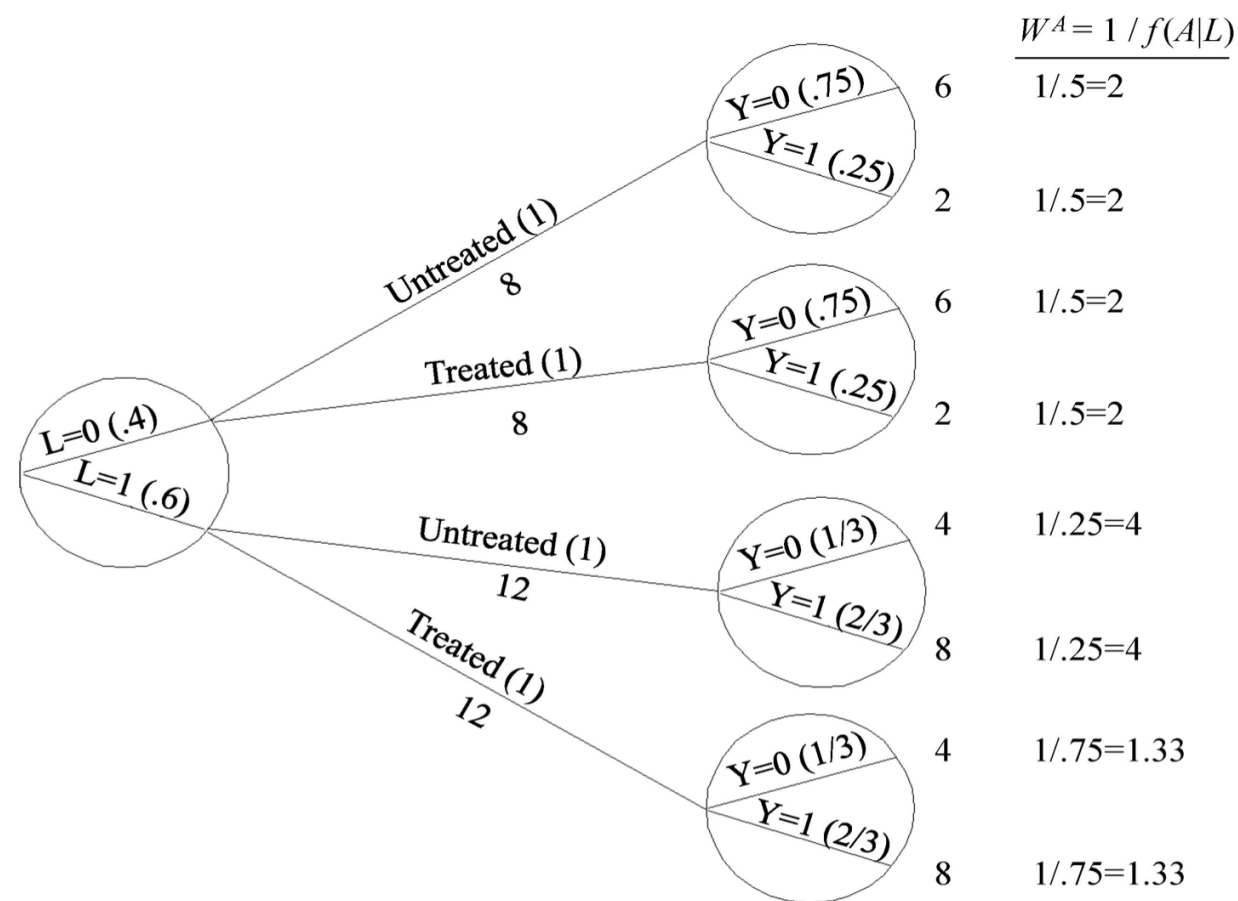 Wᴬ = 1 / f(A|L)
Y=0 (.75)
6 1/.5=2
Y=1 (.25)
2 1/.5=2
Untreated (1)
8
Y=0 (.75)
6 1/.5=2
Treated (1)
Y=1 (.25)
8
2 1/.5=2
L=0 (.4)
L=1 (.6)
Untreated (1)
12
Y=0 (1/3)
4 1/.25=4
Y=1 (2/3)
8 1/.25=4
Treated (1)
12
Y=0 (1/3)
4 1/.75=1.33
Y=1 (2/3)
8 1/.75=1.33